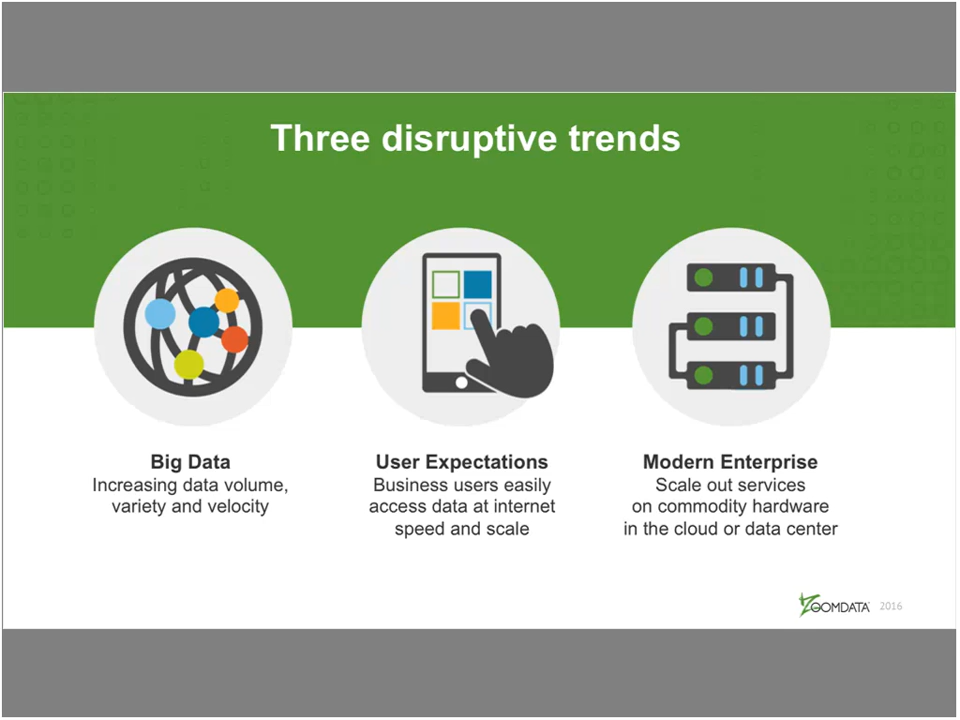 Three disruptive trends
Big Data
Increasing data volume,
variety and velocity
User Expectations
Business users easily
access data at internet
speed and scale
Modern Enterprise
Scale out services
on commodity hardware
in the cloud or data center
ZOOMDATA 2016